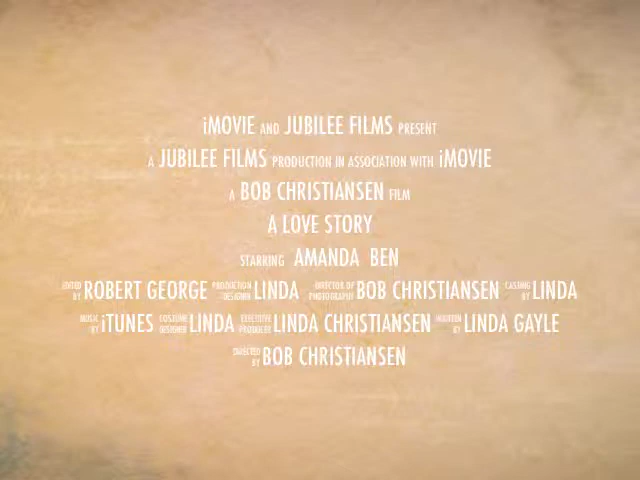 iMOVIE AND JUBILEE FILMS PRESENT
A JUBILEE FILMS PRODUCTION IN ASSOCIATION WITH iMOVIE
A BOB CHRISTIANSEN FILM
A LOVE STORY
STARRING AMANDA BEN
EDITED BY ROBERT GEORGE PRODUCTION DESIGNER LINDA DIRECTOR OF PHOTOGRAPHY BOB CHRISTIANSEN CASTING BY LINDA
MUSIC BY iTUNES COSTUME DESIGNER LINDA EXECUTIVE PRODUCER LINDA CHRISTIANSEN WRITTEN BY LINDA GAYLE
DIRECTED BY BOB CHRISTIANSEN